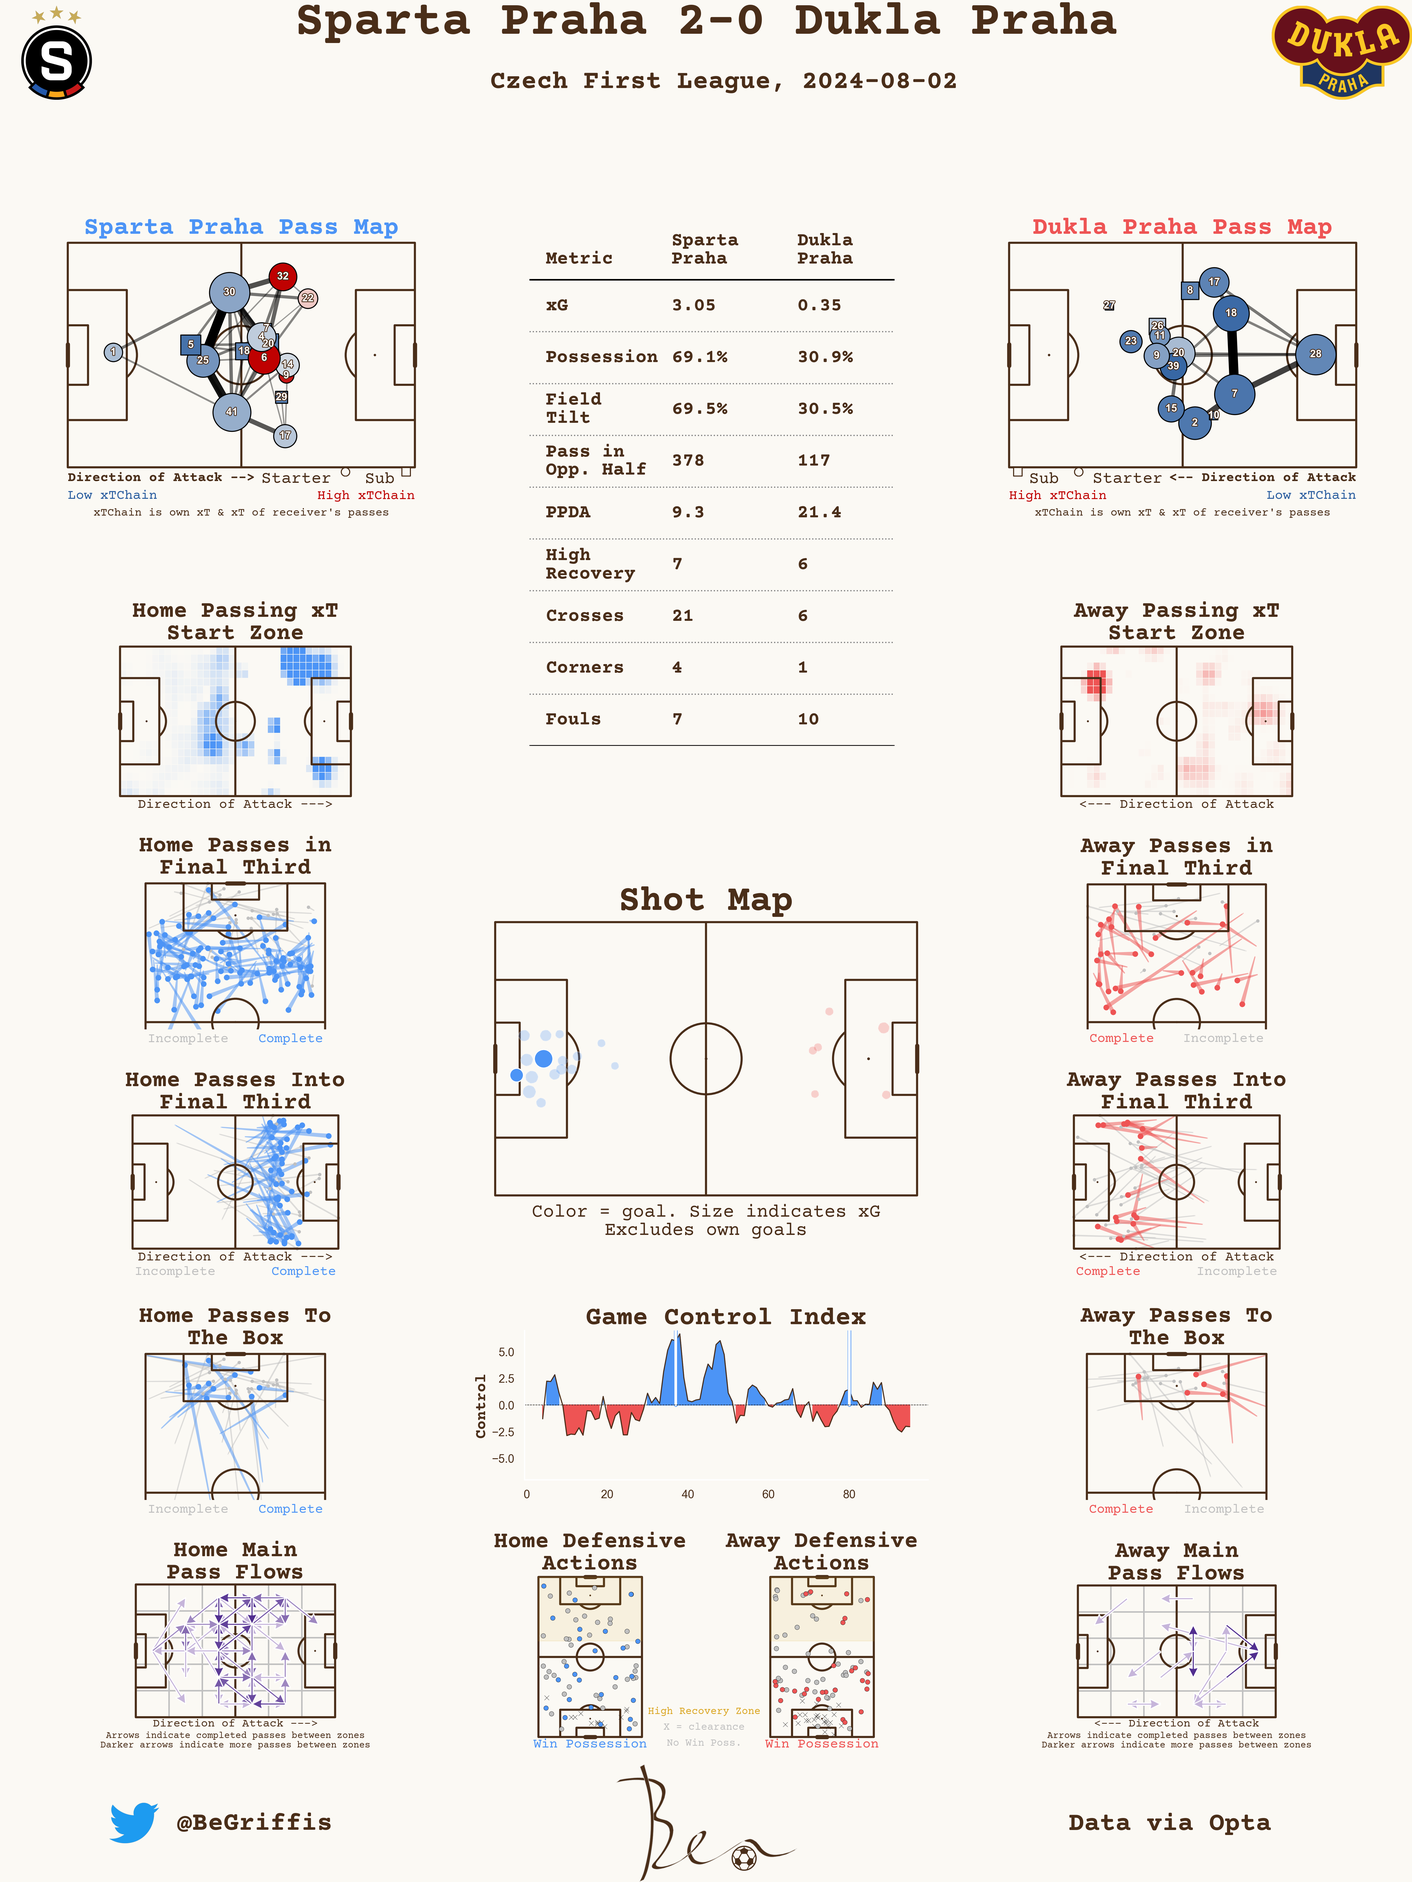 Sparta Praha 2-0 Dukla Praha
Czech First League, 2024-08-02
S
DUKLA
PRAHA
Sparta Praha Pass Map
32
30
22
7
4
20
5
18
1
25
6
14
9
29
41
17
Direction of Attack --> Starter Sub
Low xTChain High xTChain
xTChain is own xT & xT of receiver's passes
Metric Sparta Praha Dukla Praha
xG 3.05 0.35
Possession 69.1% 30.9%
Field Tilt 69.5% 30.5%
Pass in Opp. Half 378 117
PPDA 9.3 21.4
High Recovery 7 6
Crosses 21 6
Corners 4 1
Fouls 7 10
Dukla Praha Pass Map
17
8
27
18
26
11
23
9
20
28
39
7
15
10
2
Sub Starter <-- Direction of Attack
High xTChain Low xTChain
xTChain is own xT & xT of receiver's passes
Home Passing xT
Start Zone
Direction of Attack --->
Away Passing xT
Start Zone
<--- Direction of Attack
Home Passes in
Final Third
Incomplete Complete
Away Passes in
Final Third
Complete Incomplete
Shot Map
Color = goal. Size indicates xG
Excludes own goals
Home Passes Into
Final Third
Direction of Attack --->
Incomplete Complete
Away Passes Into
Final Third
<--- Direction of Attack
Complete Incomplete
Home Passes To
The Box
Incomplete Complete
Game Control Index
Control
5.0
2.5
0.0
−2.5
−5.0
0 20 40 60 80
Away Passes To
The Box
Complete Incomplete
Home Main
Pass Flows
Direction of Attack --->
Arrows indicate completed passes between zones
Darker arrows indicate more passes between zones
Home Defensive
Actions
Win Possession
Away Defensive
Actions
Win Possession
High Recovery Zone
X = clearance
No Win Poss.
Away Main
Pass Flows
<--- Direction of Attack
Arrows indicate completed passes between zones
Darker arrows indicate more passes between zones
@BeGriffis
Ben
Data via Opta